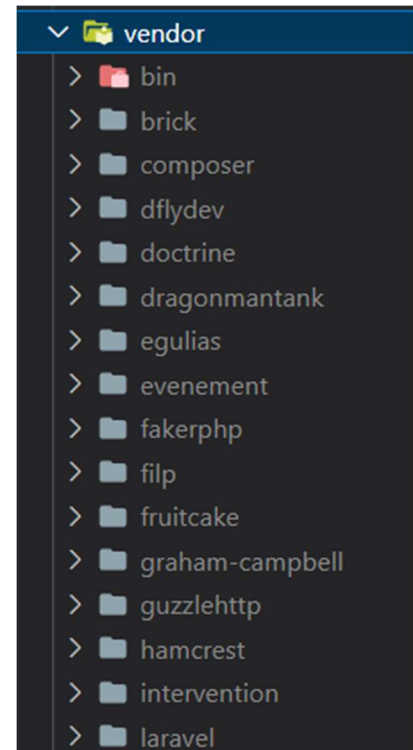 vendor
bin
brick
composer
dflydev
doctrine
dragonmantank
egulias
evenement
fakerphp
filp
fruitcake
graham-campbell
guzzlehttp
hamcrest
intervention
laravel